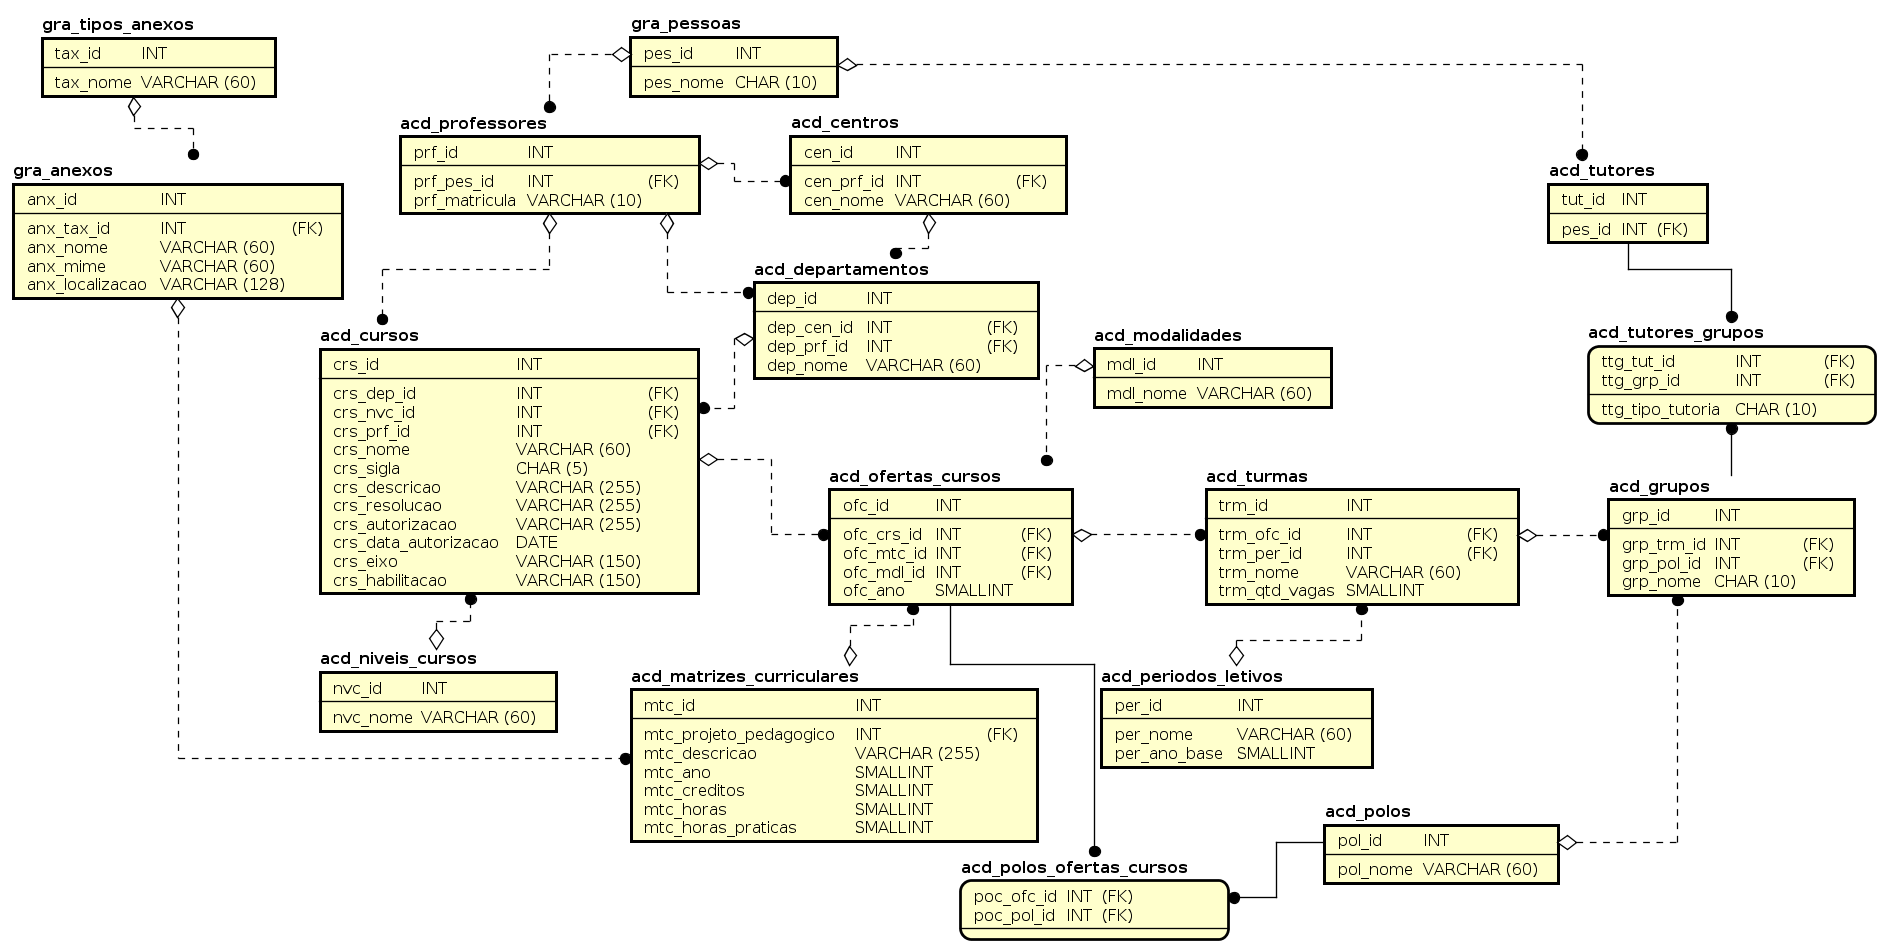 gra_tipos_anexos
tax_id INT
tax_nome VARCHAR (60)
gra_pessoas
pes_id INT
pes_nome CHAR (10)
acd_professores
prf_id INT
prf_pes_id INT (FK)
prf_matricula VARCHAR (10)
acd_centros
cen_id INT
cen_prf_id INT (FK)
cen_nome VARCHAR (60)
acd_tutores
tut_id INT
pes_id INT (FK)
gra_anexos
anx_id INT
anx_tax_id INT (FK)
anx_nome VARCHAR (60)
anx_mime VARCHAR (60)
anx_localizacao VARCHAR (128)
acd_departamentos
dep_id INT
dep_cen_id INT (FK)
dep_prf_id INT (FK)
dep_nome VARCHAR (60)
acd_cursos
crs_id INT
crs_dep_id INT (FK)
crs_nvc_id INT (FK)
crs_prf_id INT (FK)
crs_nome VARCHAR (60)
crs_sigla CHAR (5)
crs_descricao VARCHAR (255)
crs_resolucao VARCHAR (255)
crs_autorizacao VARCHAR (255)
crs_data_autorizacao DATE
crs_eixo VARCHAR (150)
crs_habilitacao VARCHAR (150)
acd_modalidades
mdl_id INT
mdl_nome VARCHAR (60)
acd_tutores_grupos
ttg_tut_id INT (FK)
ttg_grp_id INT (FK)
ttg_tipo_tutoria CHAR (10)
acd_ofertas_cursos
ofc_id INT
ofc_crs_id INT (FK)
ofc_mtc_id INT (FK)
ofc_mdl_id INT (FK)
ofc_ano SMALLINT
acd_turmas
trm_id INT
trm_ofc_id INT (FK)
trm_per_id INT (FK)
trm_nome VARCHAR (60)
trm_qtd_vagas SMALLINT
acd_grupos
grp_id INT
grp_trm_id INT (FK)
grp_pol_id INT (FK)
grp_nome CHAR (10)
acd_niveis_cursos
nvc_id INT
nvc_nome VARCHAR (60)
acd_matrizes_curriculares
mtc_id INT
mtc_projeto_pedagogico INT (FK)
mtc_descricao VARCHAR (255)
mtc_ano SMALLINT
mtc_creditos SMALLINT
mtc_horas SMALLINT
mtc_horas_praticas SMALLINT
acd_periodos_letivos
per_id INT
per_nome VARCHAR (60)
per_ano_base SMALLINT
acd_polos
pol_id INT
pol_nome VARCHAR (60)
acd_polos_ofertas_cursos
poc_ofc_id INT (FK)
poc_pol_id INT (FK)